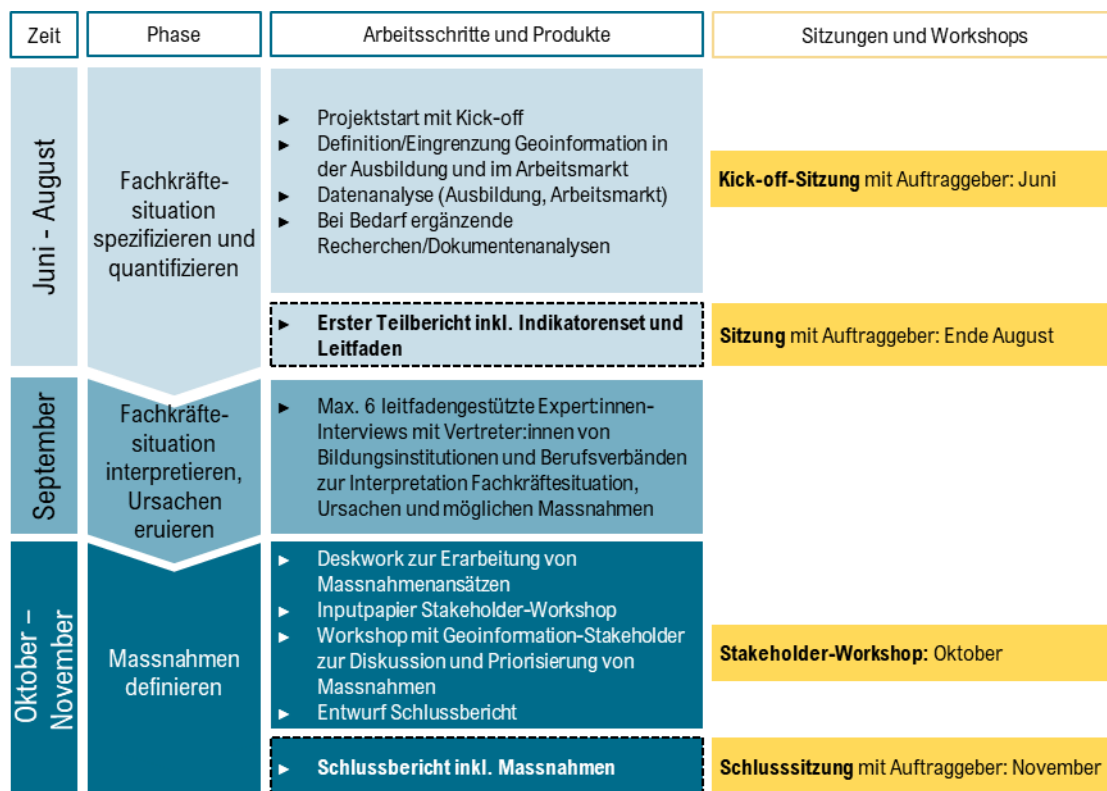 Zeit
Phase
Arbeitsschritte und Produkte
Sitzungen und Workshops
Juni - August
Fachkräfte-
situation
spezifizieren und
quantifizieren
► Projektstart mit Kick-off
► Definition/Eingrenzung Geoinformation in
der Ausbildung und im Arbeitsmarkt
► Datenanalyse (Ausbildung, Arbeitsmarkt)
► Bei Bedarf ergänzende
Recherchen/Dokumentenanalysen
Kick-off-Sitzung mit Auftraggeber: Juni
► Erster Teilbericht inkl. Indikatorenset und
Leitfaden
Sitzung mit Auftraggeber: Ende August
September
Fachkräfte-
situation
interpretieren,
Ursachen
eruieren
► Max. 6 leitfadengestützte Expert:innen-
Interviews mit Vertreter:innen von
Bildungsinstitutionen und Berufsverbänden
zur Interpretation Fachkräftesituation,
Ursachen und möglichen Massnahmen
Oktober –
November
Massnahmen
definieren
► Deskwork zur Erarbeitung von
Massnahmenansätzen
► Inputpapier Stakeholder-Workshop
► Workshop mit Geoinformation-Stakeholder
zur Diskussion und Priorisierung von
Massnahmen
► Entwurf Schlussbericht
Stakeholder-Workshop: Oktober
► Schlussbericht inkl. Massnahmen
Schlusssitzung mit Auftraggeber: November